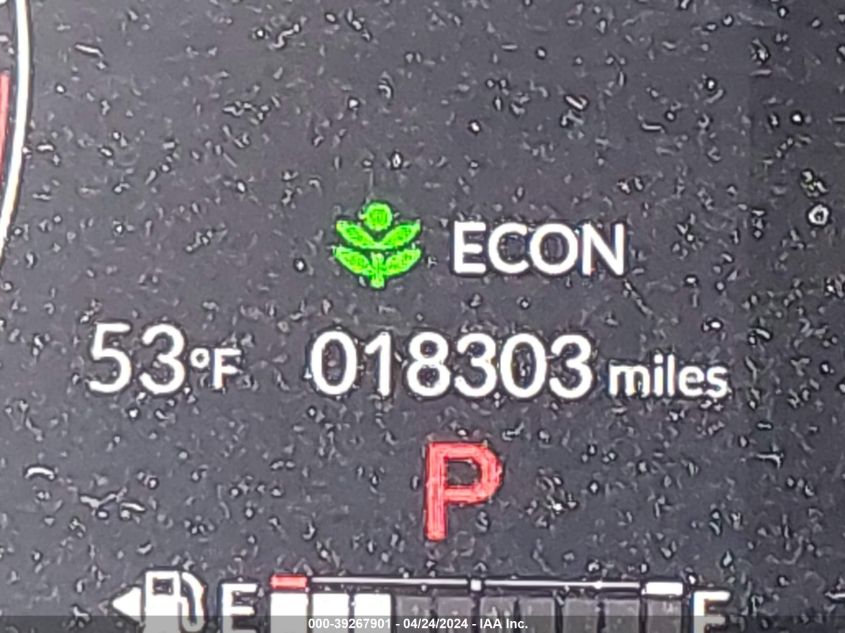 ECON
53°F 018303 miles
P
E F
000-39267901 - 04/24/2024 - IAA Inc.